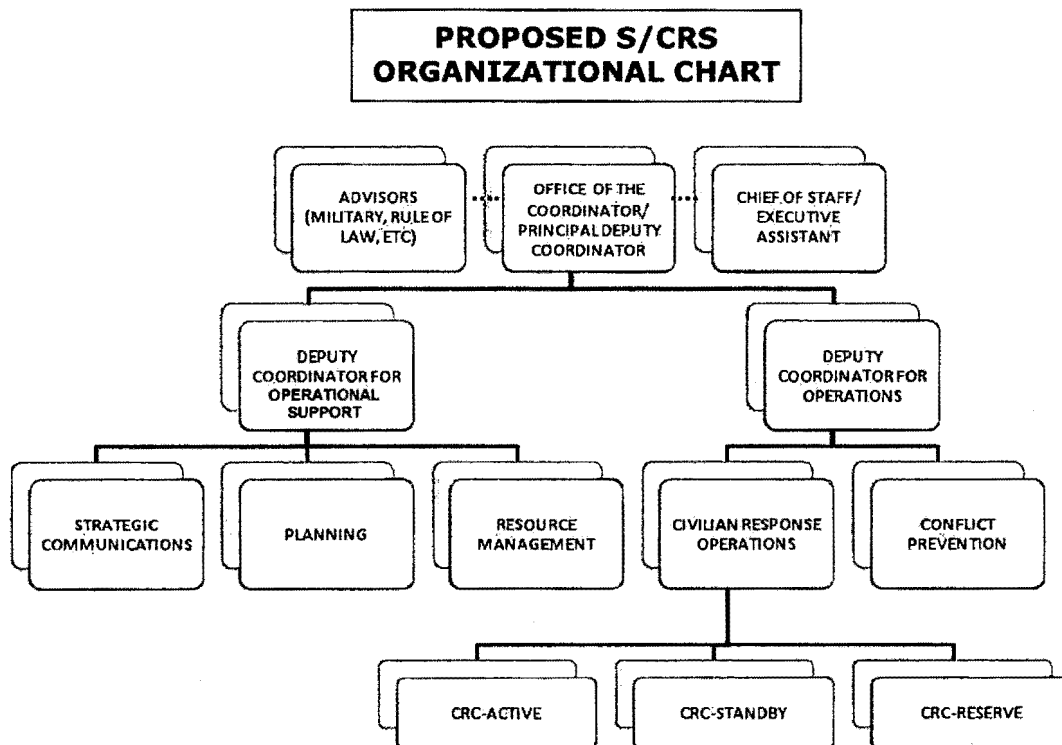 PROPOSED S/CRS
ORGANIZATIONAL CHART
ADVISORS
(MILITARY, RULE OF
LAW, ETC)
OFFICE OF THE
COORDINATOR/
PRINCIPAL DEPUTY
COORDINATOR
CHIEF OF STAFF/
EXECUTIVE
ASSISTANT
DEPUTY
COORDINATOR FOR
OPERATIONAL
SUPPORT
DEPUTY
COORDINATOR FOR
OPERATIONS
STRATEGIC
COMMUNICATIONS
PLANNING
RESOURCE
MANAGEMENT
CIVILIAN RESPONSE
OPERATIONS
CONFLICT
PREVENTION
CRC-ACTIVE
CRC-STANDBY
CRC-RESERVE